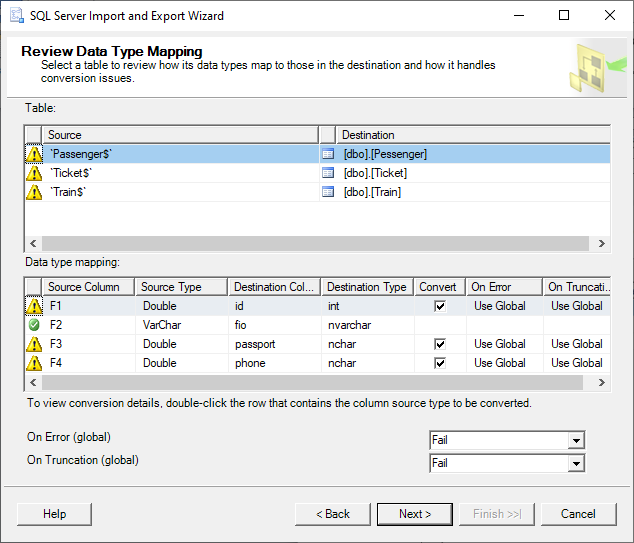 SQL Server Import and Export Wizard
Review Data Type Mapping
Select a table to review how its data types map to those in the destination and how it handles
conversion issues.
Table:
Source Destination
`Passenger$` [dbo].[Pessenger]
`Ticket$` [dbo].[Ticket]
`Train$` [dbo].[Train]
Data type mapping:
Source Column Source Type Destination Col... Destination Type Convert On Error On Truncati...
F1 Double id int Use Global Use Global
F2 VarChar fio nvarchar
F3 Double passport nchar Use Global Use Global
F4 Double phone nchar Use Global Use Global
To view conversion details, double-click the row that contains the column source type to be converted.
On Error (global) Fail
On Truncation (global) Fail
Help < Back Next > Finish >>| Cancel